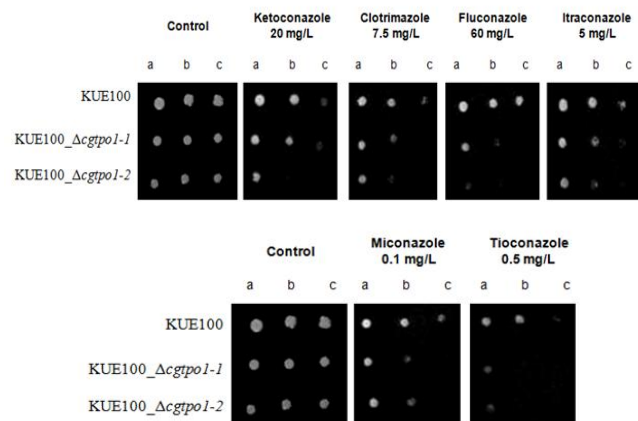 Control Ketoconazole 20 mg/L Clotrimazole 7.5 mg/L Fluconazole 60 mg/L Itraconazole 5 mg/L
a b c a b c a b c a b c a b c
KUE100
KUE100_Δcgtpo1-1
KUE100_Δcgtpo1-2
Control Miconazole 0.1 mg/L Tioconazole 0.5 mg/L
a b c a b c a b c
KUE100
KUE100_Δcgtpo1-1
KUE100_Δcgtpo1-2